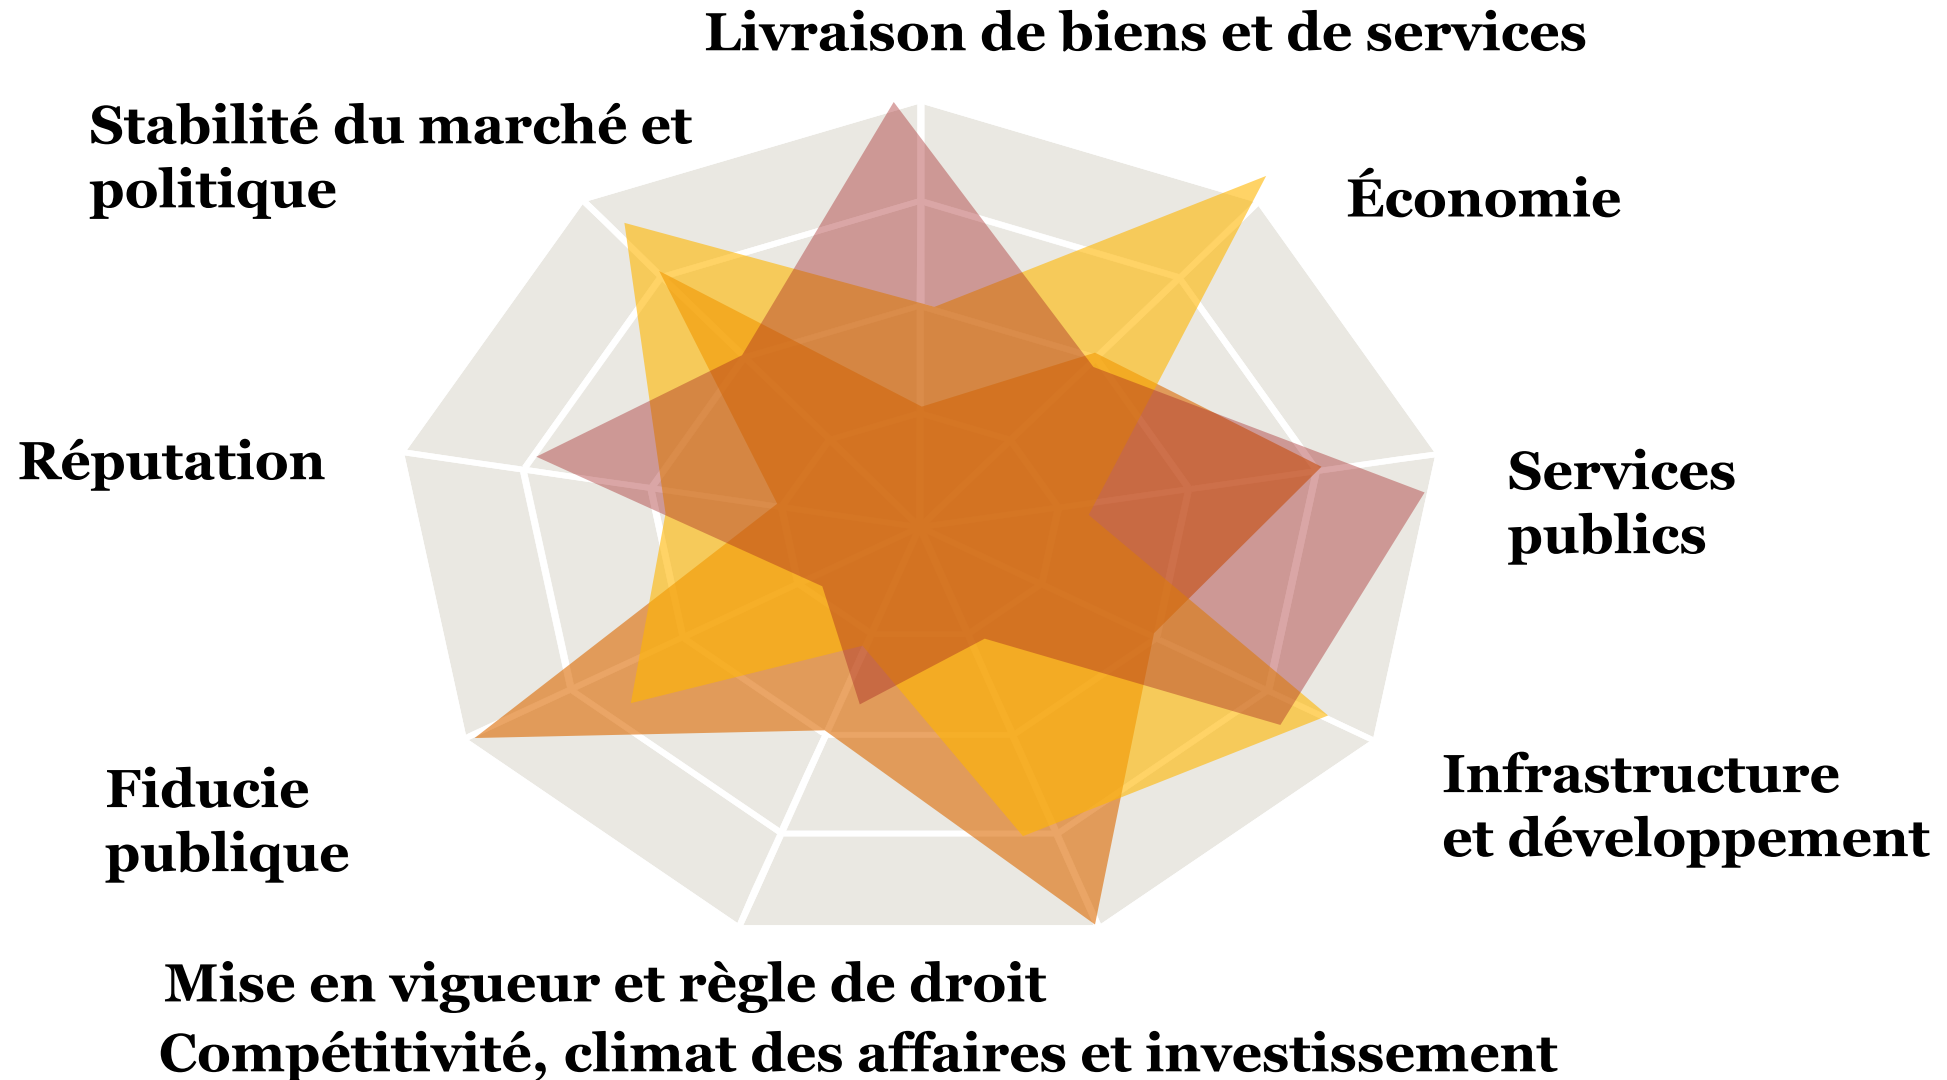 Livraison de biens et de services
Stabilité du marché et
politique
Économie
Réputation
Services
publics
Fiducie
publique
Infrastructure
et développement
Mise en vigueur et règle de droit
Compétitivité, climat des affaires et investissement